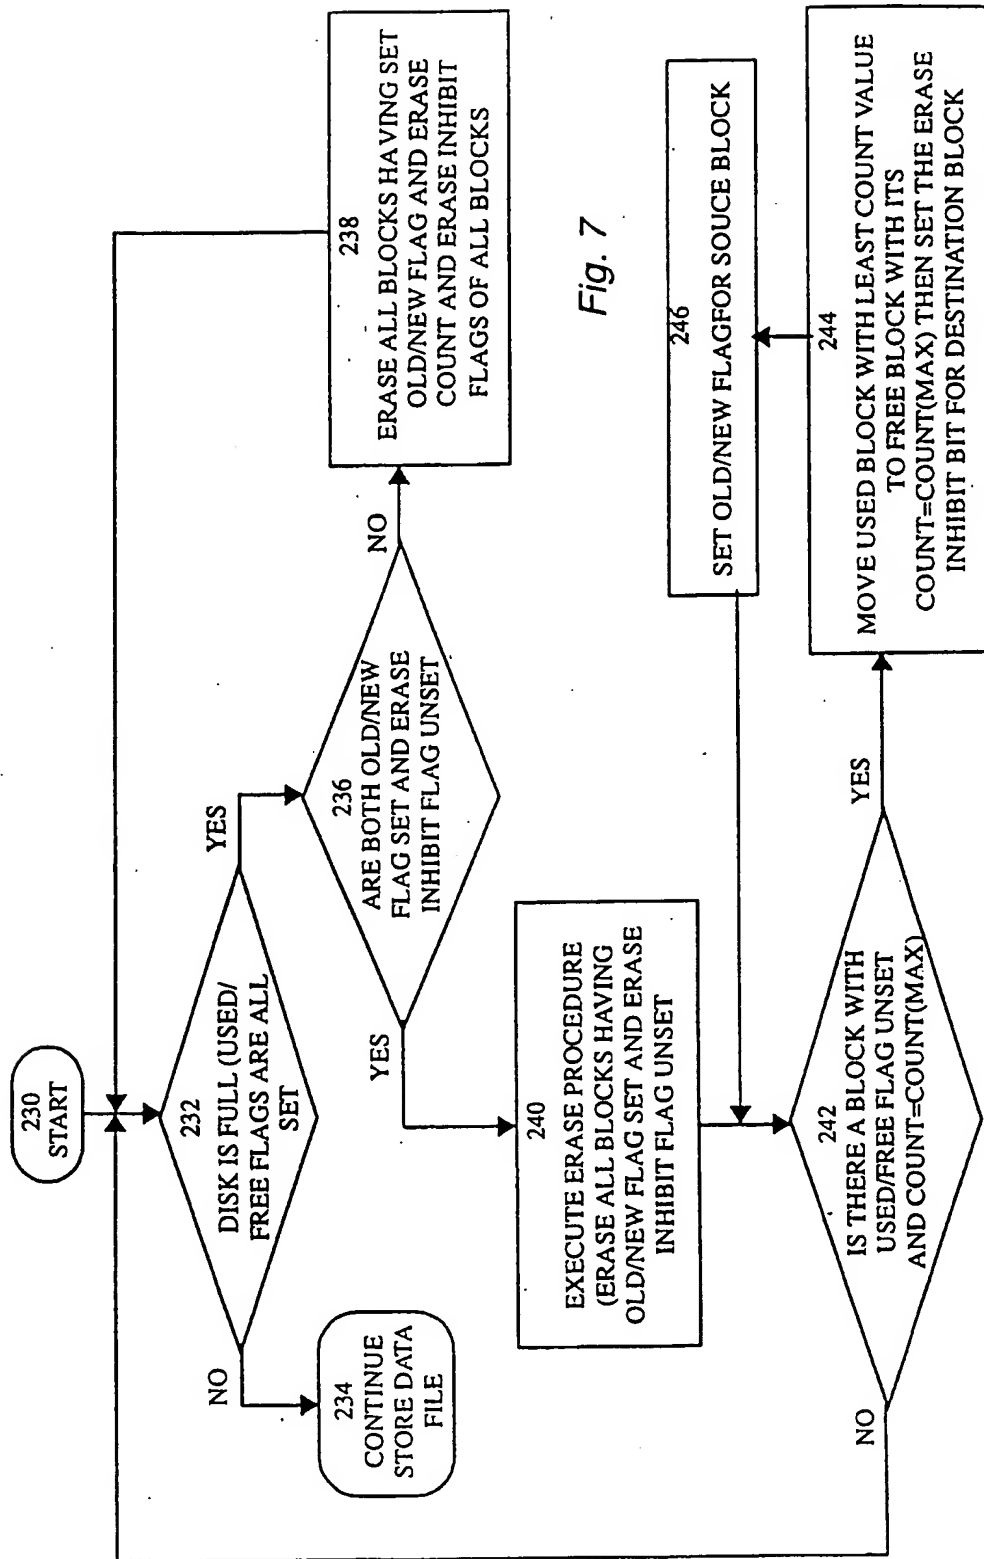 230
START
232
DISK IS FULL (USED/
FREE FLAGS ARE ALL
SET
NO
YES
234
CONTINUE
STORE DATA
FILE
236
ARE BOTH OLD/NEW
FLAG SET AND ERASE
INHIBIT FLAG UNSET
NO
YES
238
ERASE ALL BLOCKS HAVING SET
OLD/NEW FLAG AND ERASE
COUNT AND ERASE INHIBIT
FLAGS OF ALL BLOCKS
240
EXECUTE ERASE PROCEDURE
(ERASE ALL BLOCKS HAVING
OLD/NEW FLAG SET AND ERASE
INHIBIT FLAG UNSET
242
IS THERE A BLOCK WITH
USED/FREE FLAG UNSET
AND COUNT=COUNT(MAX)
NO
YES
244
MOVE USED BLOCK WITH LEAST COUNT VALUE
TO FREE BLOCK WITH ITS
COUNT=COUNT(MAX) THEN SET THE ERASE
INHIBIT BIT FOR DESTINATION BLOCK
246
SET OLD/NEW FLAGFOR SOUCE BLOCK
Fig. 7